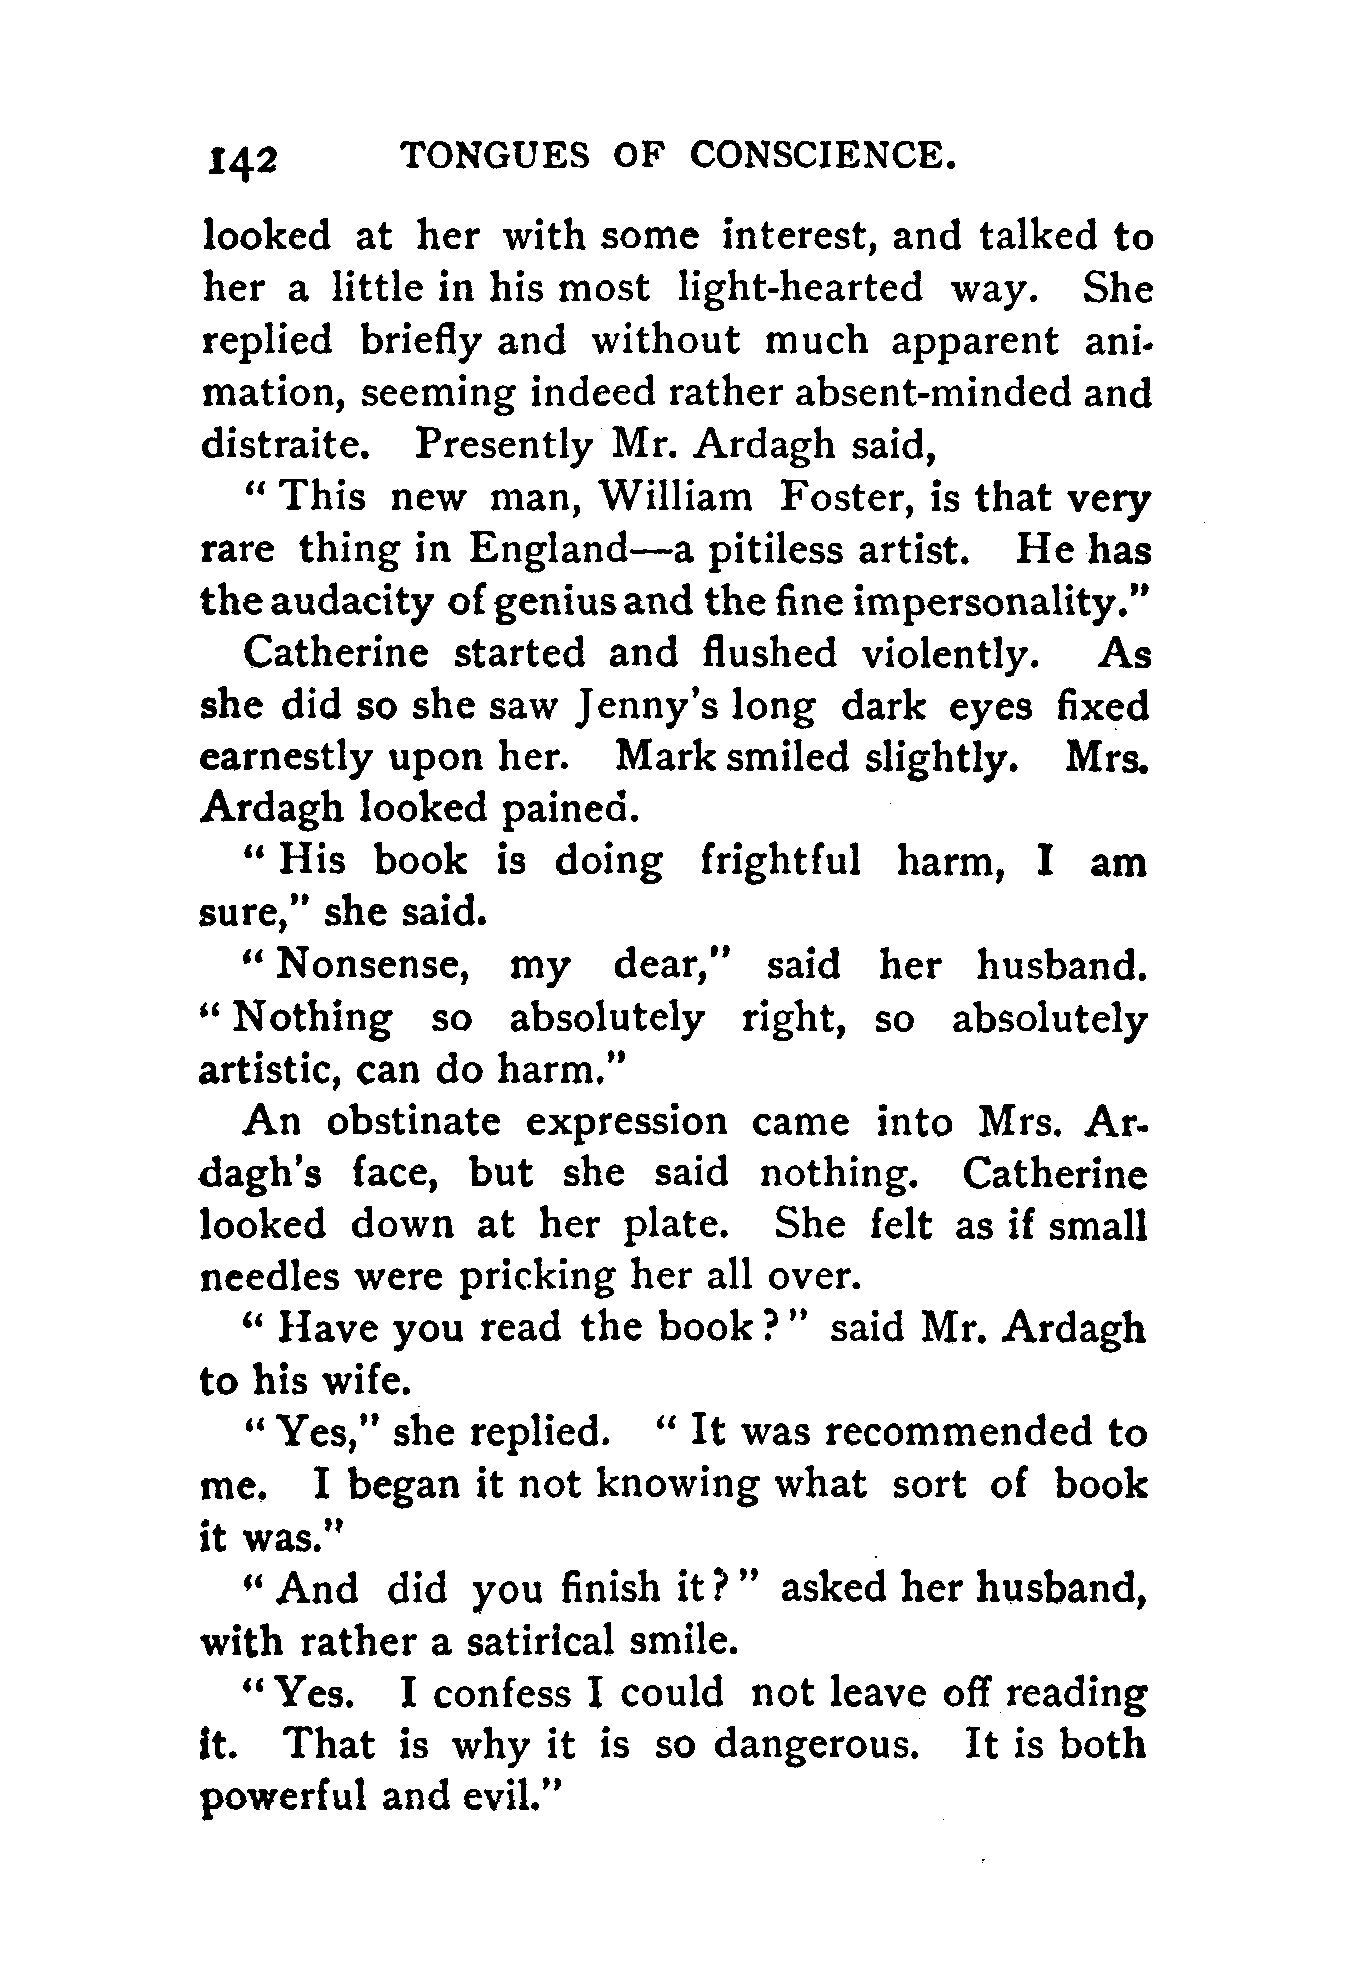 142 TONGUES OF CONSCIENCE.
looked at her with some interest, and talked to
her a little in his most light-hearted way. She
replied briefly and without much apparent ani-
mation, seeming indeed rather absent-minded and
distraite. Presently Mr. Ardagh said,
“ This new man, William Foster, is that very
rare thing in England—a pitiless artist. He has
the audacity of genius and the fine impersonality.”
Catherine started and flushed violently. As
she did so she saw Jenny's long dark eyes fixed
earnestly upon her. Mark smiled slightly. Mrs.
Ardagh looked pained.
“ His book is doing frightful harm, I am
sure,” she said.
“ Nonsense, my dear,” said her husband.
“ Nothing so absolutely right, so absolutely
artistic, can do harm.”
An obstinate expression came into Mrs. Ar-
dagh's face, but she said nothing. Catherine
looked down at her plate. She felt as if small
needles were pricking her all over.
“ Have you read the book ? ” said Mr. Ardagh
to his wife.
“ Yes,” she replied. “ It was recommended to
me. I began it not knowing what sort of book
it was.”
“ And did you finish it ? ” asked her husband,
with rather a satirical smile.
“ Yes. I confess I could not leave off reading
it. That is why it is so dangerous. It is both
powerful and evil.”